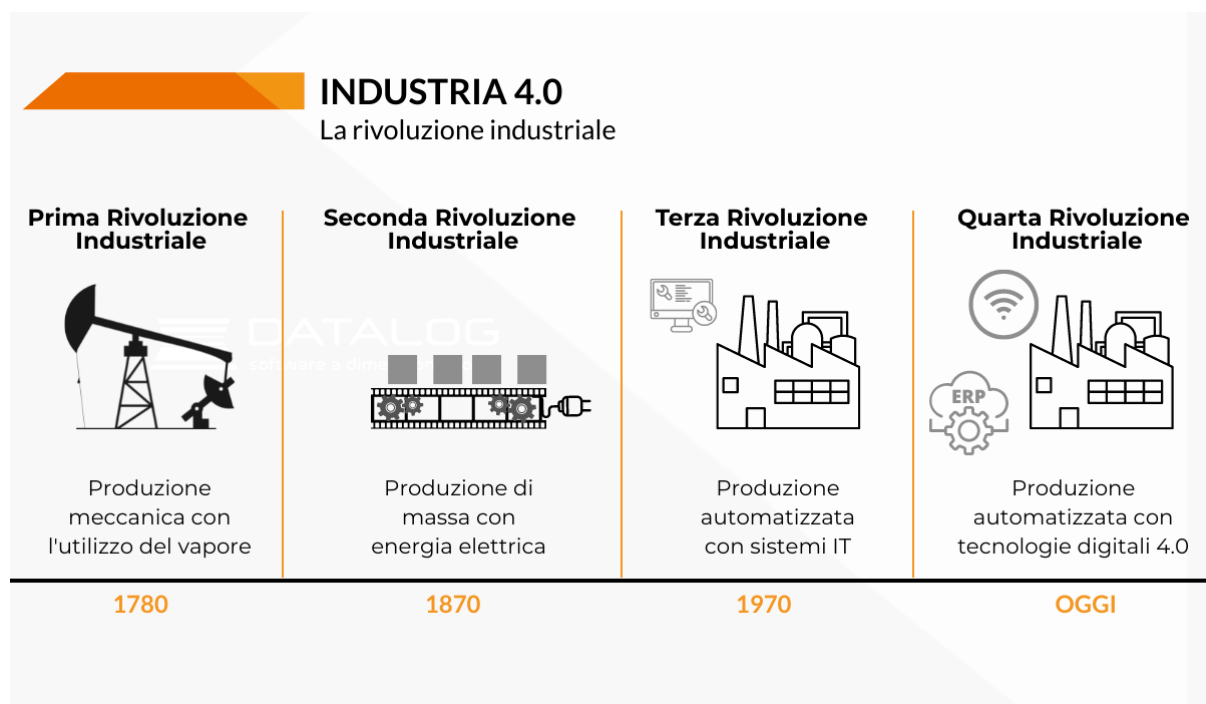 INDUSTRIA 4.0
La rivoluzione industriale
Prima Rivoluzione
Industriale
Seconda Rivoluzione
Industriale
Terza Rivoluzione
Industriale
Quarta Rivoluzione
Industriale
DATALOG
software a
ERP
Produzione
meccanica con
l'utilizzo del vapore
Produzione di
massa con
energia elettrica
Produzione
automatizzata
con sistemi IT
Produzione
automatizzata con
tecnologie digitali 4.0
1780
1870
1970
OGGI